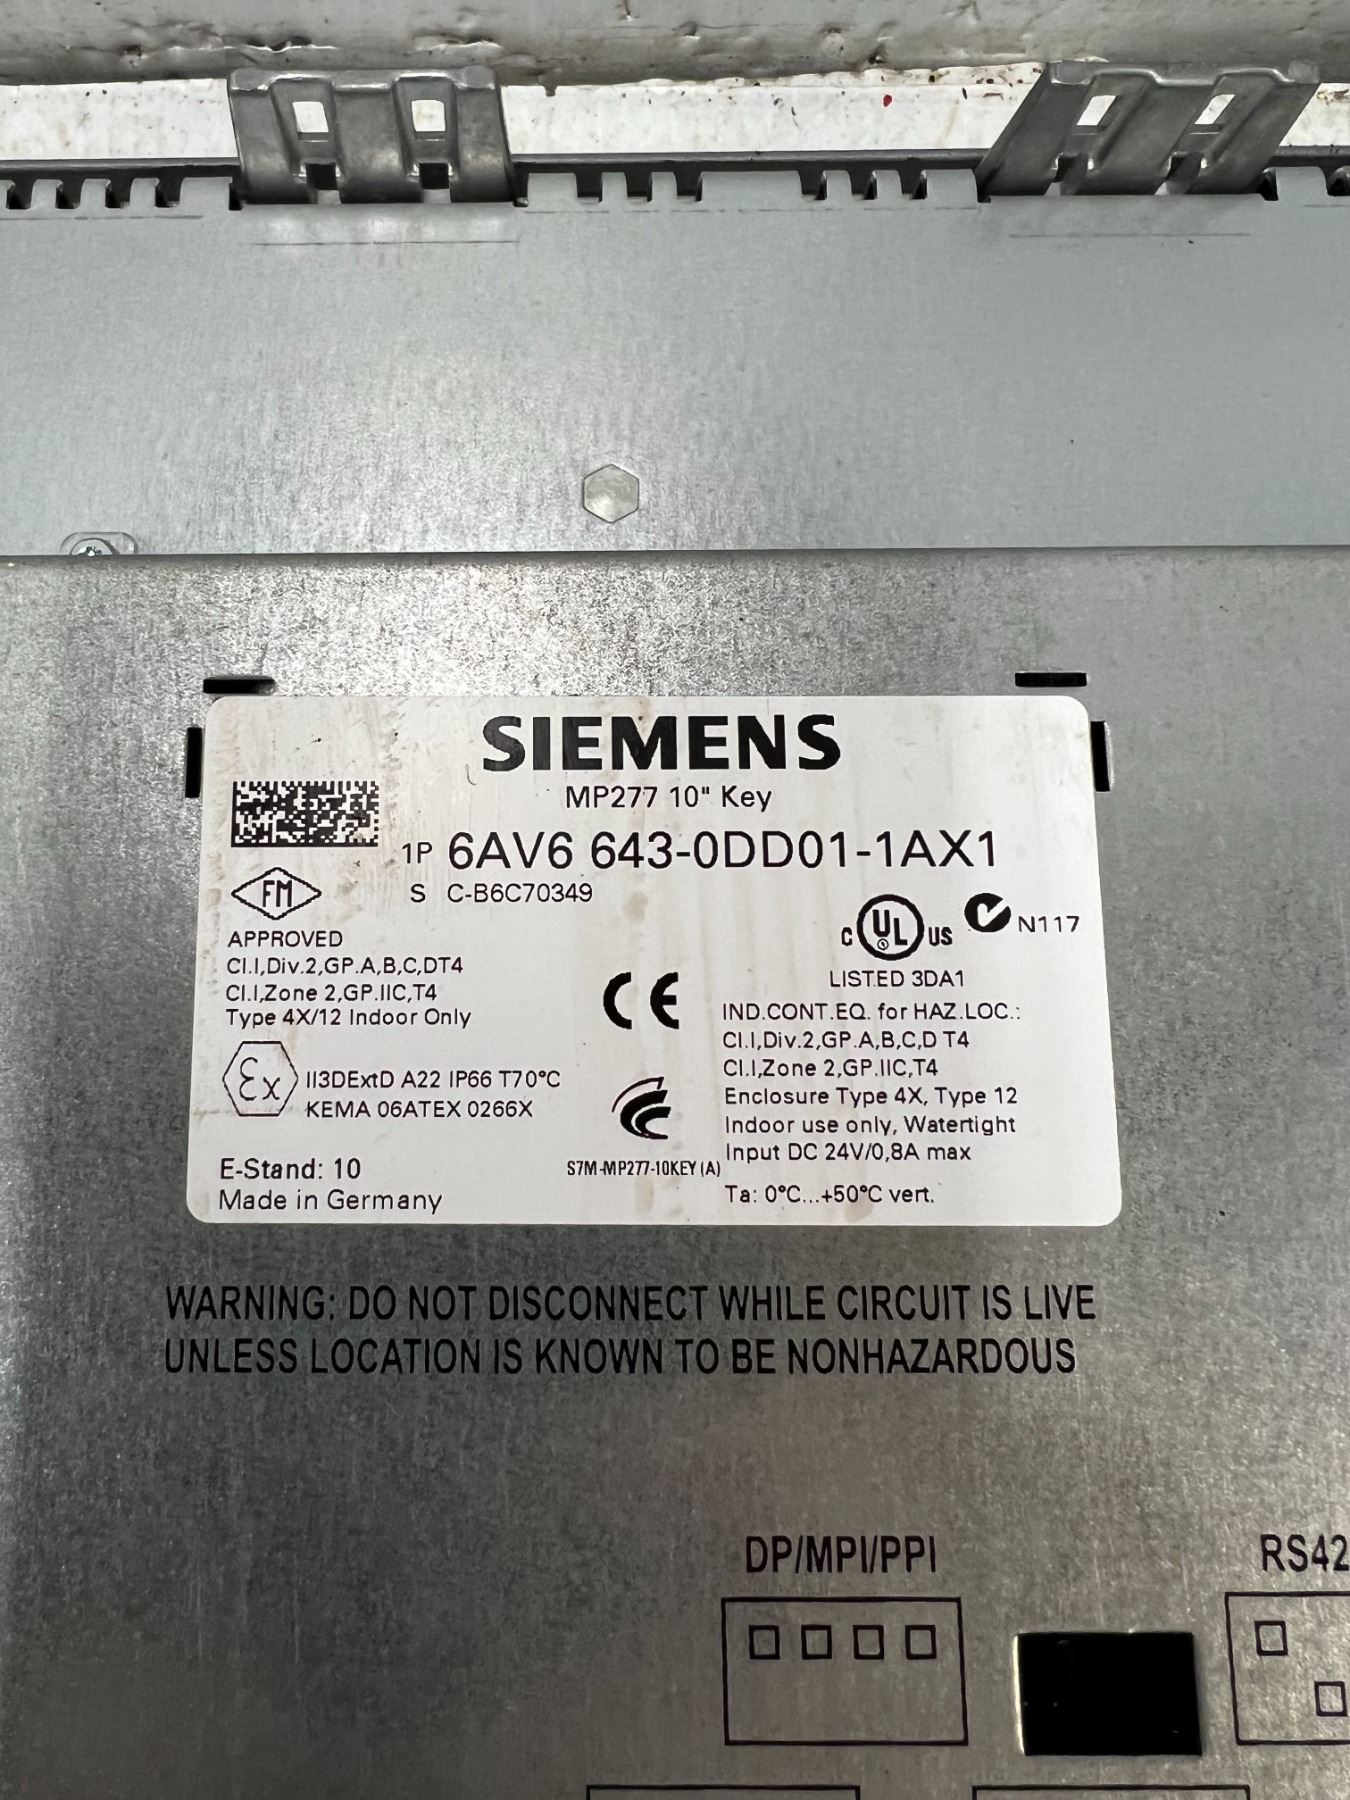 SIEMENS
MP277 10" Key
1P 6AV6 643-0DD01-1AX1
S C-B6C70349
FM
APPROVED
Cl.I,Div.2,GP.A,B,C,DT4
Cl.I,Zone 2,GP.IIC,T4
Type 4X/12 Indoor Only
Ex
II3DExtD A22 IP66 T70°C
KEMA 06ATEX 0266X
E-Stand: 10
Made in Germany
CE
S7M-MP277-10KEY (A)
C UL US N117
LISTED 3DA1
IND.CONT.EQ. for HAZ.LOC.:
Cl.I,Div.2,GP.A,B,C,D T4
Cl.I,Zone 2,GP.IIC,T4
Enclosure Type 4X, Type 12
Indoor use only, Watertight
Input DC 24V/0,8A max
Ta: 0°C...+50°C vert.
WARNING: DO NOT DISCONNECT WHILE CIRCUIT IS LIVE
UNLESS LOCATION IS KNOWN TO BE NONHAZARDOUS
DP/MPI/PPI
RS42